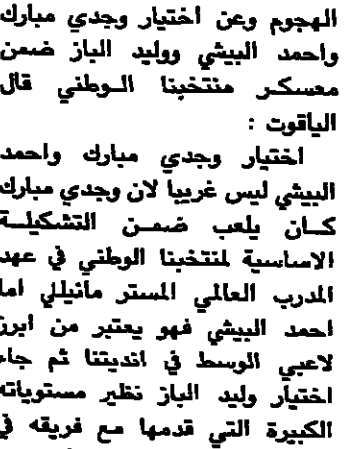 الهجوم وعن اختيار وجدي مبارك
واحمد البيشي ووليد الباز ضمن
معسكر منتخبنا الوطني قال
الياقوت :
اختيار وجدي مبارك واحمد
البيشي ليس غريبا لان وجدي مبارك
كان يلعب ضمن التشكيلة
الاساسية لمنتخبنا الوطني في عهد
المدرب العالمي المستر مانيللي اما
احمد البيشي فهو يعتبر من ابرز
لاعبي الوسط في انديتنا ثم جاء
اختيار وليد الباز نظير مستوياته
الكبيرة التي قدمها مع فريقه في